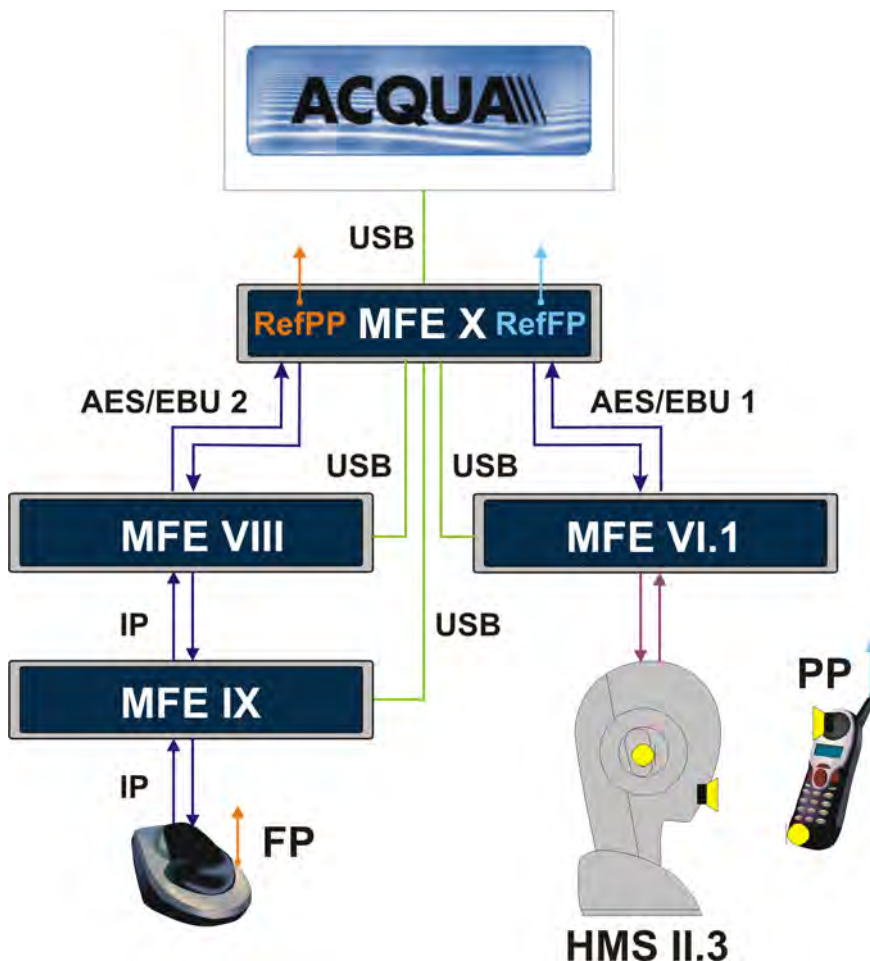 ACQUA
USB
RefPP MFE X RefFP
AES/EBU 2
AES/EBU 1
USB
USB
MFE VIII
MFE VI.1
IP
USB
MFE IX
PP
IP
FP
HMS II.3